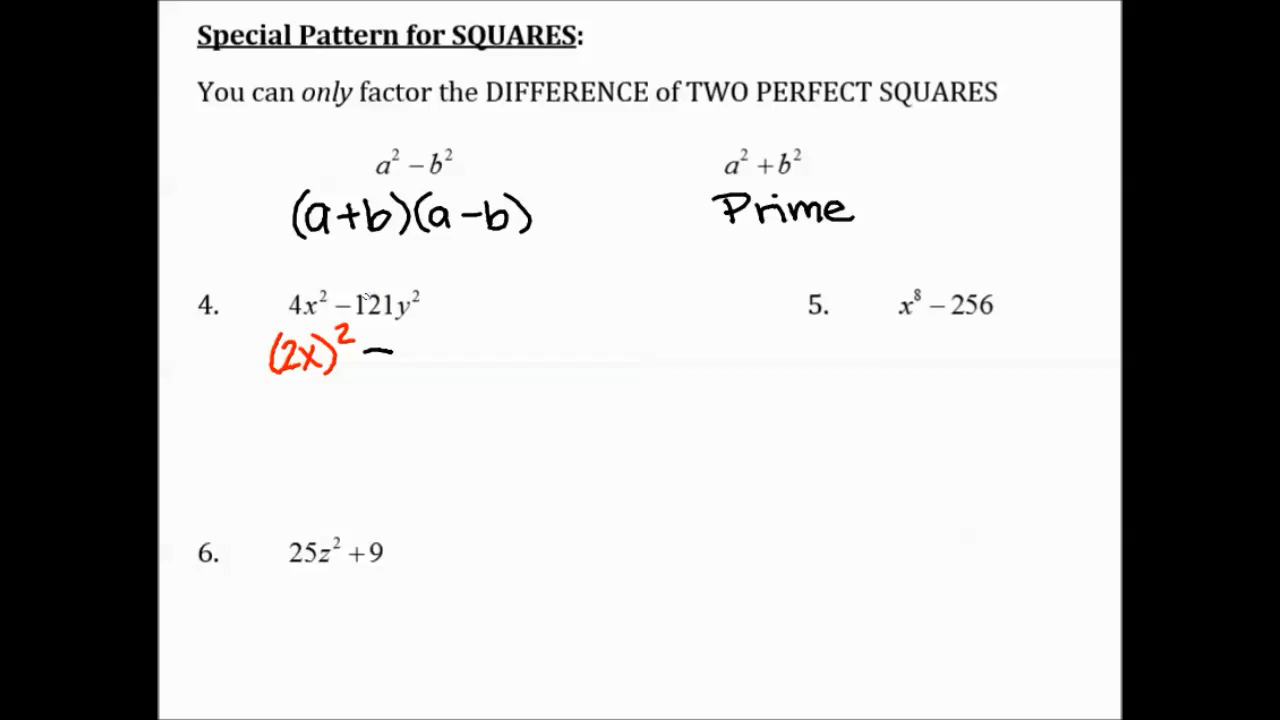 Special Pattern for SQUARES:
You can only factor the DIFFERENCE of TWO PERFECT SQUARES
a² − b² a² + b²
(a+b)(a−b) Prime
4. 4x² − 121y² 5. x⁸ − 256
(2x)² −
6. 25z² + 9